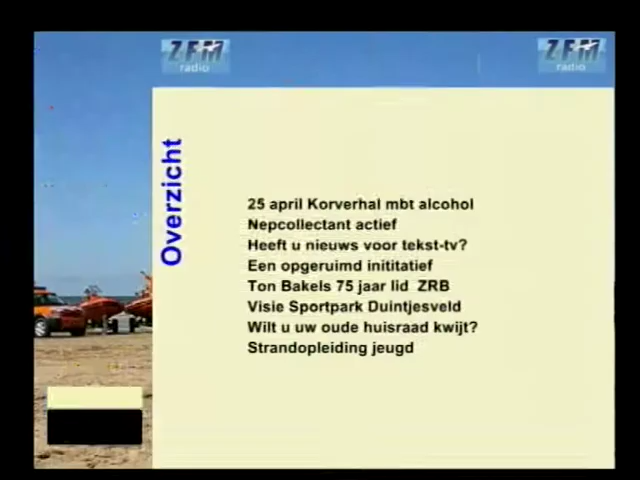 ZFM
radio
ZFM
radio
Overzicht
25 april Korverhal mbt alcohol
Nepcollectant actief
Heeft u nieuws voor tekst-tv?
Een opgeruimd inititatief
Ton Bakels 75 jaar lid ZRB
Visie Sportpark Duintjesveld
Wilt u uw oude huisraad kwijt?
Strandopleiding jeugd